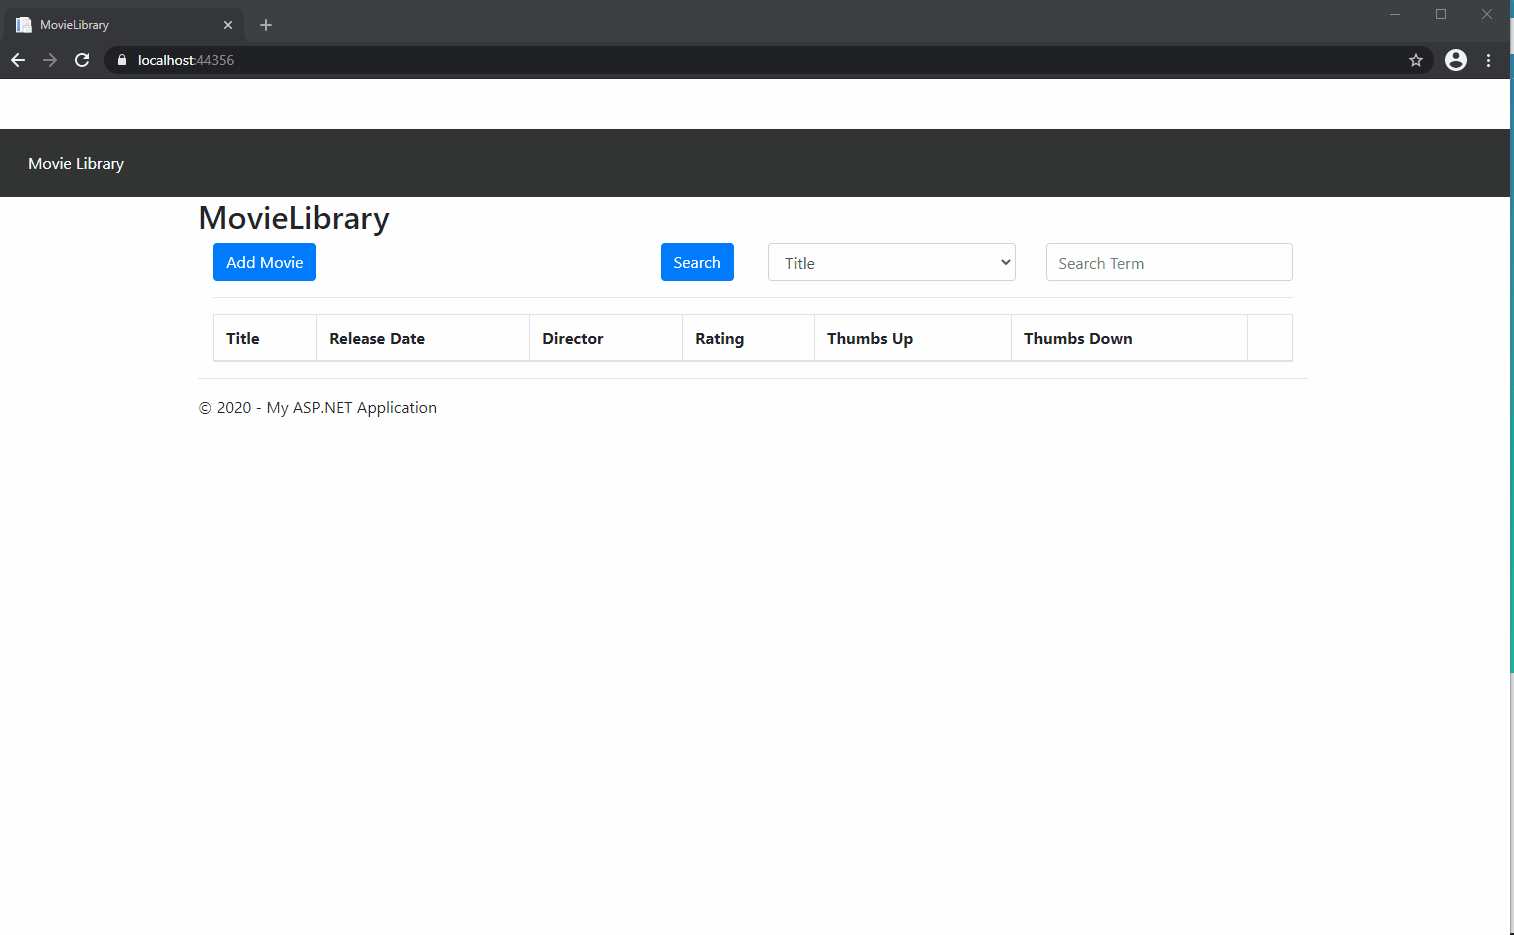 MovieLibrary
localhost:44356
Movie Library
MovieLibrary
Add Movie Search Title Search Term
Title Release Date Director Rating Thumbs Up Thumbs Down
© 2020 - My ASP.NET Application